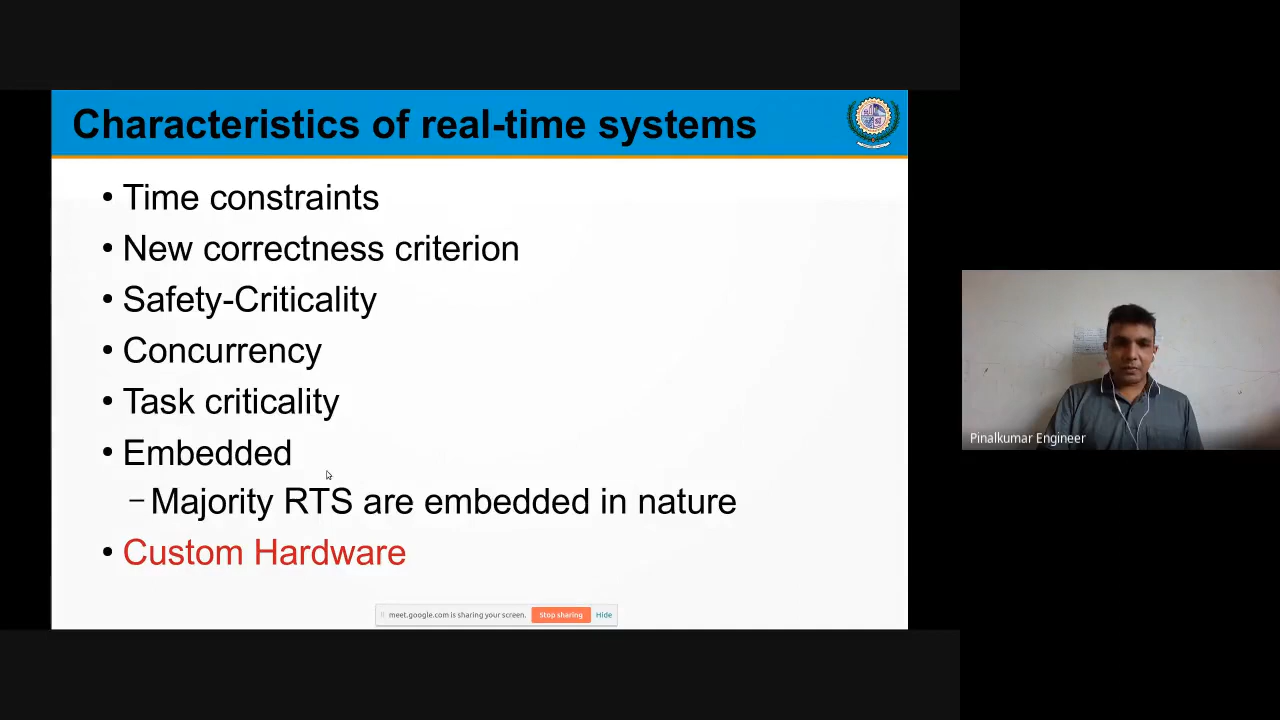 Characteristics of real-time systems
• Time constraints
• New correctness criterion
• Safety-Criticality
• Concurrency
• Task criticality
• Embedded
– Majority RTS are embedded in nature
• Custom Hardware
meet.google.com is sharing your screen. Stop sharing Hide
Pinalkumar Engineer